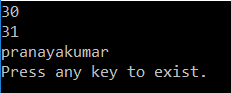 30
31
pranayakumar
Press any key to exist.